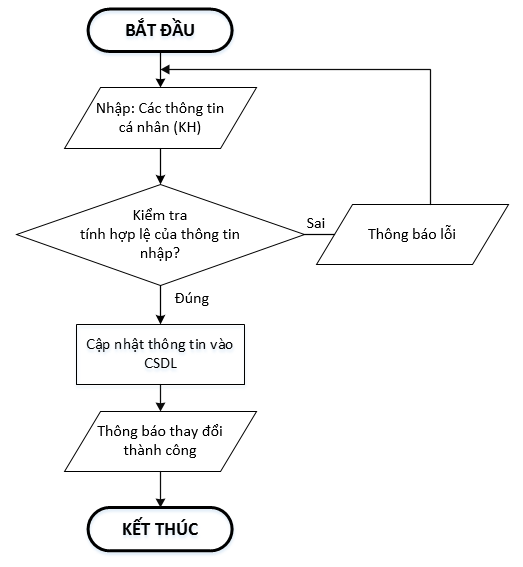 BẮT ĐẦU
Nhập: Các thông tin
cá nhân (KH)
Kiểm tra
tính hợp lệ của thông tin
nhập?
Sai
Thông báo lỗi
Đúng
Cập nhật thông tin vào
CSDL
Thông báo thay đổi
thành công
KẾT THÚC